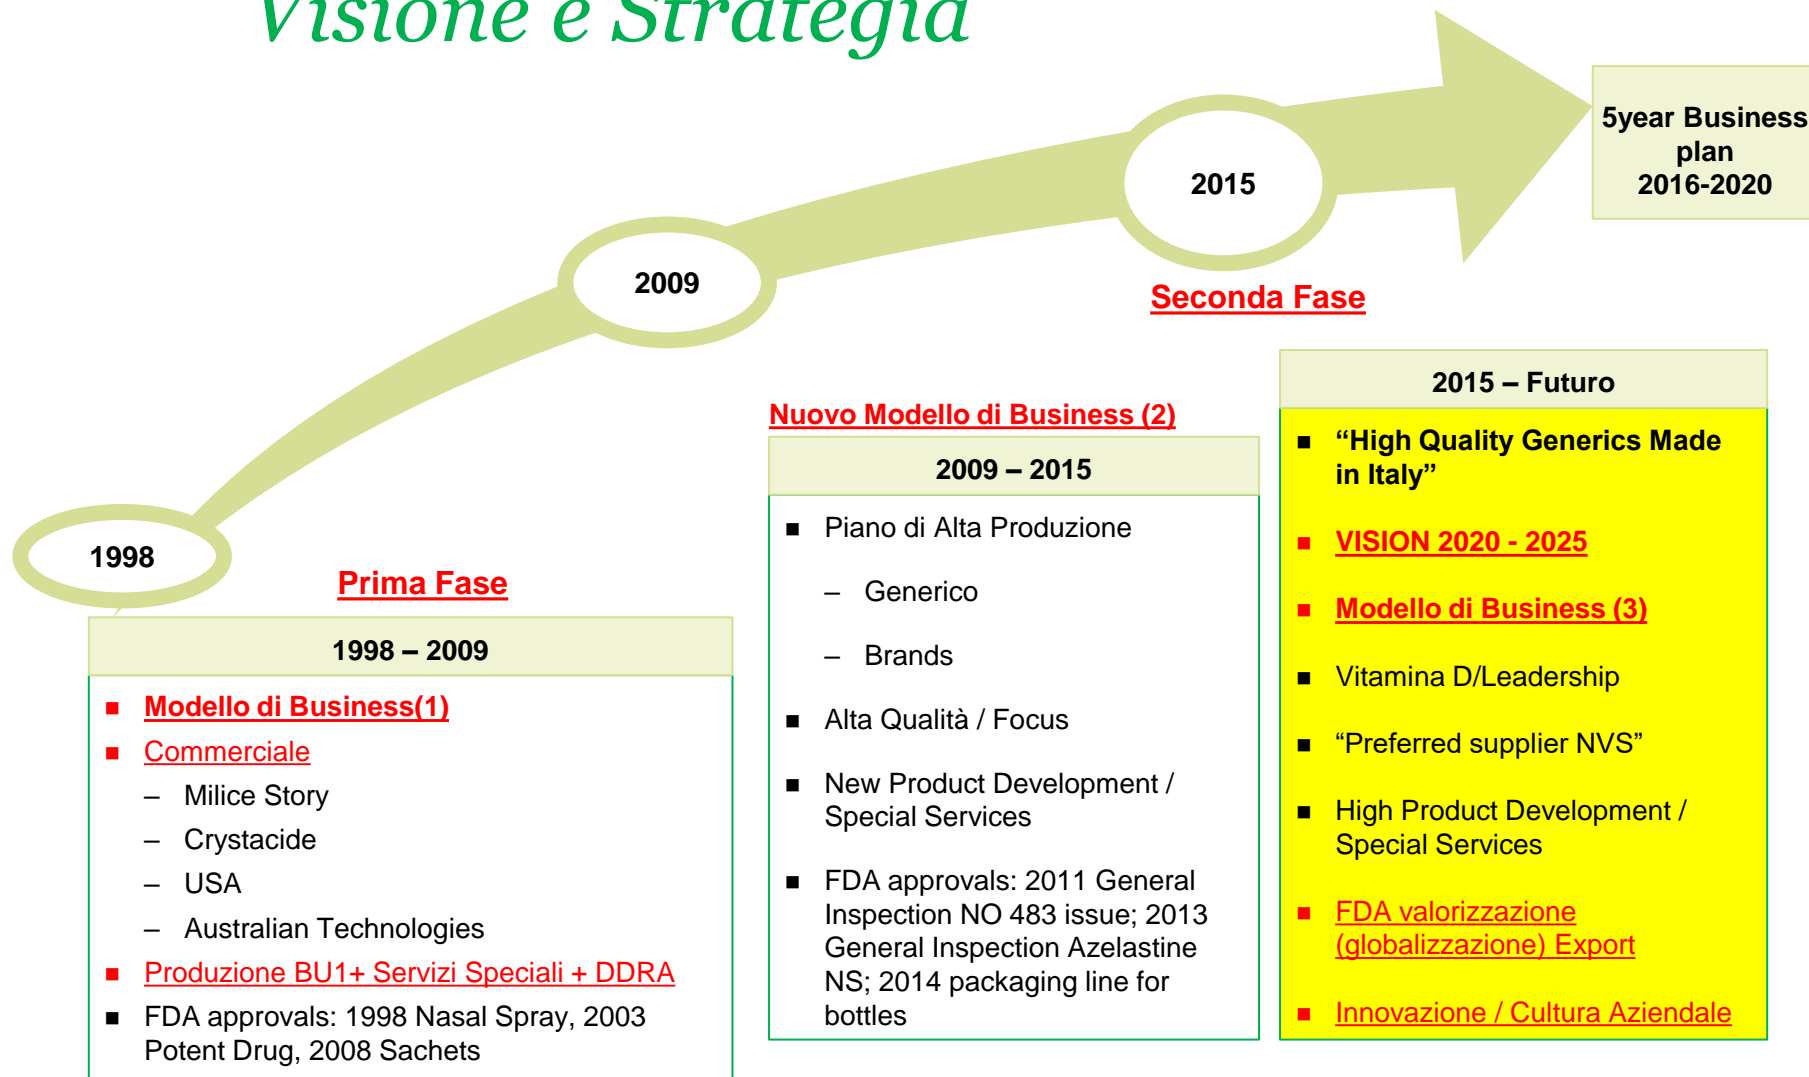 Visione e Strategia
5year Business
plan
2016-2020
2015
2009
1998
Seconda Fase
Prima Fase
1998 – 2009
■ Modello di Business(1)
■ Commerciale
– Milice Story
– Crystacide
– USA
– Australian Technologies
■ Produzione BU1+ Servizi Speciali + DDRA
■ FDA approvals: 1998 Nasal Spray, 2003
Potent Drug, 2008 Sachets
Nuovo Modello di Business (2)
2009 – 2015
■ Piano di Alta Produzione
– Generico
– Brands
■ Alta Qualità / Focus
■ New Product Development /
Special Services
■ FDA approvals: 2011 General
Inspection NO 483 issue; 2013
General Inspection Azelastine
NS; 2014 packaging line for
bottles
2015 – Futuro
■ “High Quality Generics Made
in Italy”
■ VISION 2020 - 2025
■ Modello di Business (3)
■ Vitamina D/Leadership
■ “Preferred supplier NVS”
■ High Product Development /
Special Services
■ FDA valorizzazione
(globalizzazione) Export
■ Innovazione / Cultura Aziendale